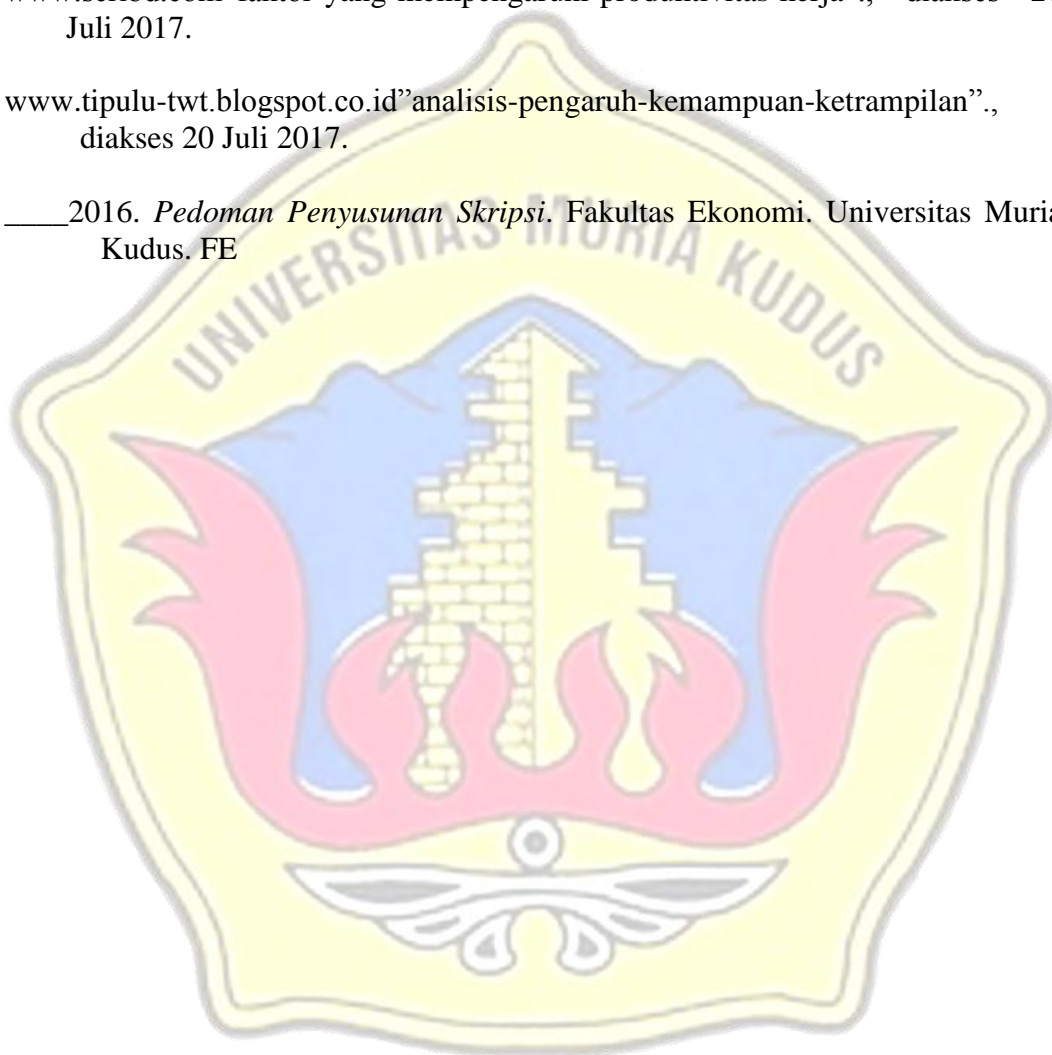 Juli 2017.
www.tipulu-twt.blogspot.co.id”analisis-pengaruh-kemampuan-ketrampilan”.,
diakses 20 Juli 2017.
____2016. Pedoman Penyusunan Skripsi. Fakultas Ekonomi. Universitas Muria
Kudus. FE
UNIVERSITAS MURIA KUDUS